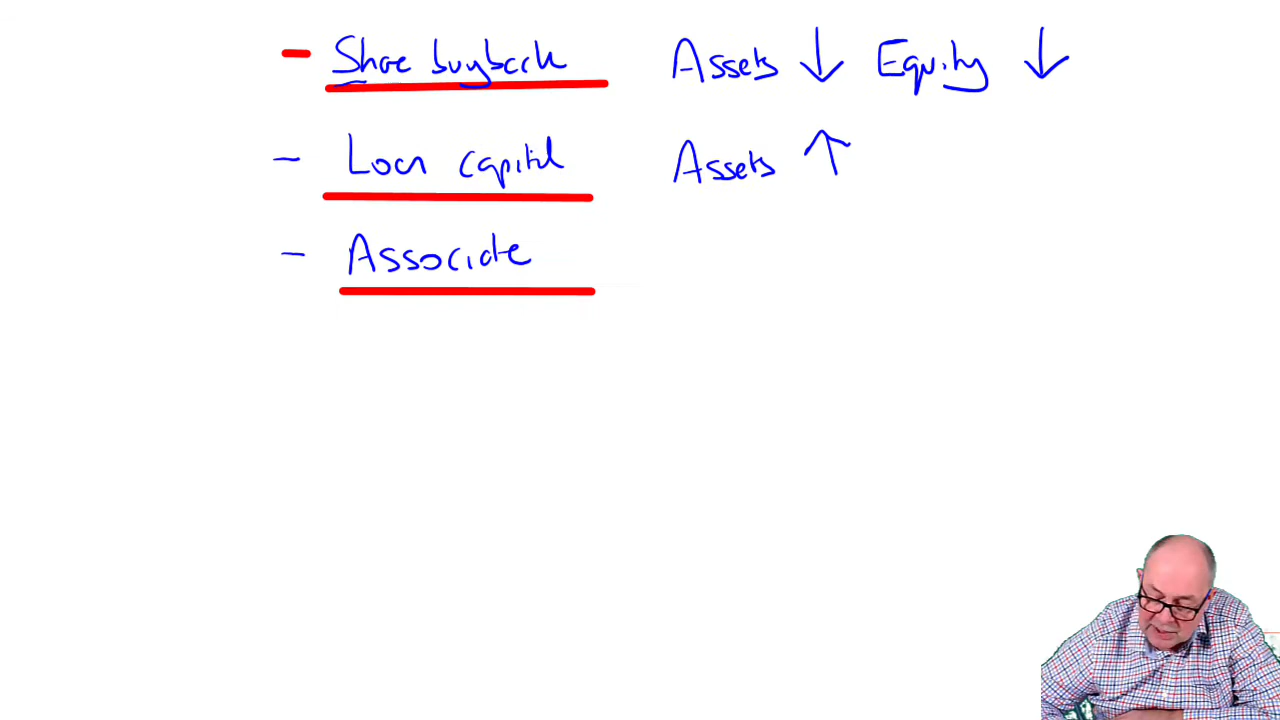 - Share buyback Assets ↓ Equity ↓
- Loan capital Assets ↑
- Associate